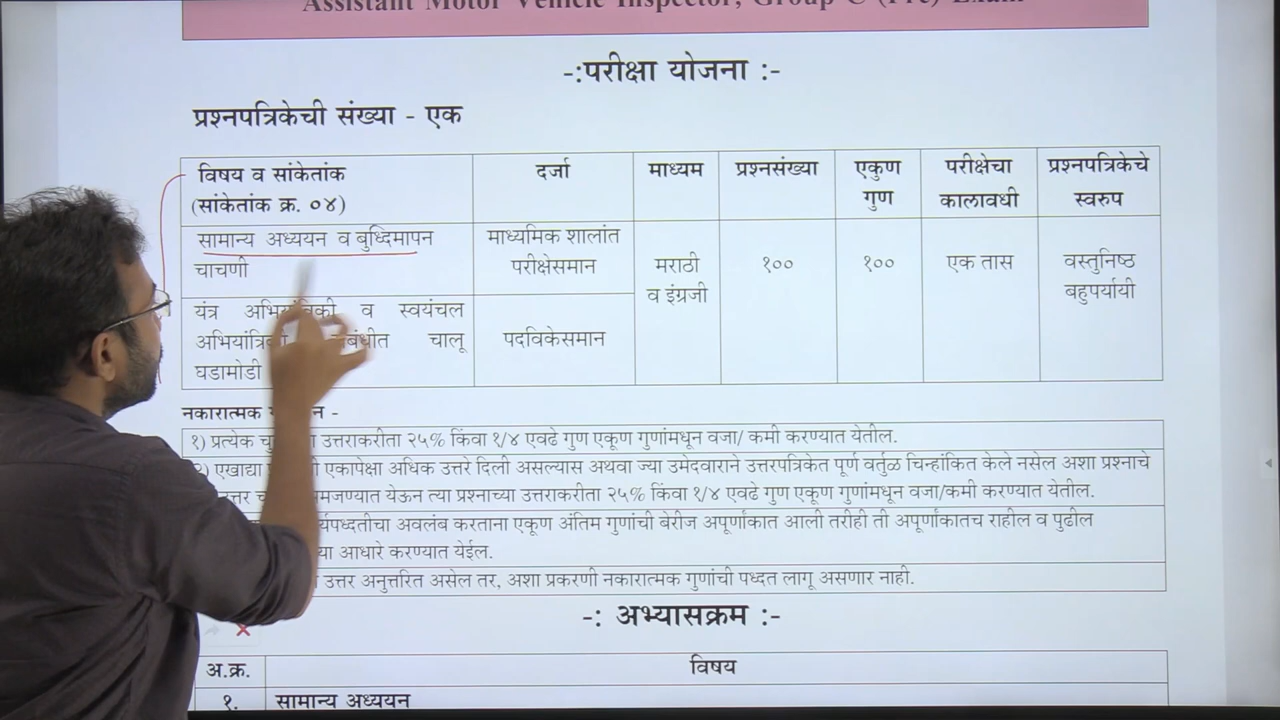 Assistant Motor Vehicle Inspector, Group C (Pre) Exam
-:परीक्षा योजना :-
प्रश्नपत्रिकेची संख्या - एक
विषय व सांकेतांक
(सांकेतांक क्र. ०४)
दर्जा
माध्यम
प्रश्नसंख्या
एकुण
गुण
परीक्षेचा
कालावधी
प्रश्नपत्रिकेचे
स्वरुप
सामान्य अध्ययन व बुध्दिमापन
चाचणी
माध्यमिक शालांत
परीक्षेसमान
मराठी
व इंग्रजी
१००
१००
एक तास
वस्तुनिष्ठ
बहुपर्यायी
यंत्र व स्वयंचल
चालू
घडामोडी
पदविकेसमान
नकारात्मक
१) प्रत्येक उत्तराकरीता २५% किंवा १/४ एवढे गुण एकूण गुणांमधून वजा/ कमी करण्यात येतील.
२) एखाद्या एकापेक्षा अधिक उत्तरे दिली असल्यास अथवा ज्या उमेदवाराने उत्तरपत्रिकेत पूर्ण वर्तुळ चिन्हांकित केले नसेल अशा प्रश्नाचे
येऊन त्या प्रश्नाच्या उत्तराकरीता २५% किंवा १/४ एवढे गुण एकूण गुणांमधून वजा/कमी करण्यात येतील.
अवलंब करताना एकूण अंतिम गुणांची बेरीज अपूर्णांकात आली तरीही ती अपूर्णांकातच राहील व पुढील
आधारे करण्यात येईल.
उत्तर अनुत्तरित असेल तर, अशा प्रकरणी नकारात्मक गुणांची पध्दत लागू असणार नाही.
-: अभ्यासक्रम :-
अ.क्र.
विषय
१.
सामान्य अध्ययन